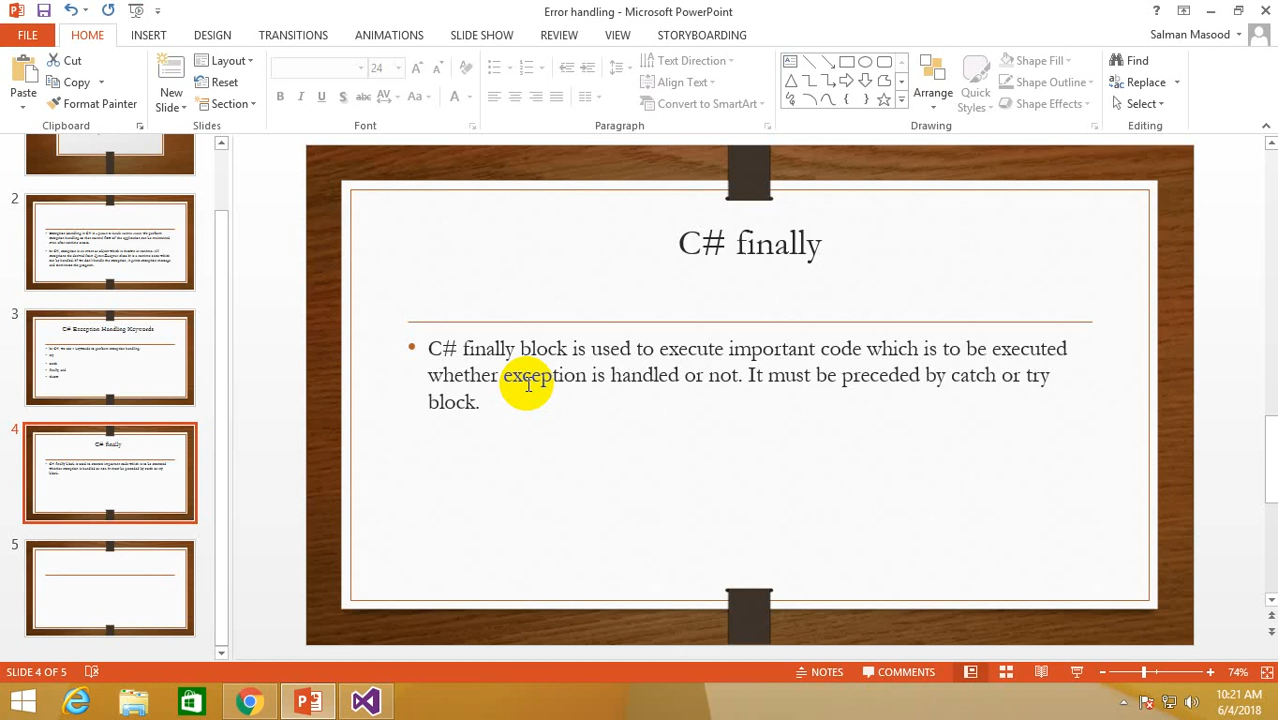 Error handling - Microsoft PowerPoint
FILE
HOME
INSERT
DESIGN
TRANSITIONS
ANIMATIONS
SLIDE SHOW
REVIEW
VIEW
STORYBOARDING
Salman Masood
Paste
Cut
Copy
Format Painter
Clipboard
New
Slide
Layout
Reset
Section
Slides
24
Font
Text Direction
Align Text
Convert to SmartArt
Paragraph
Arrange
Quick
Styles
Shape Fill
Shape Outline
Shape Effects
Drawing
Find
Replace
Select
Editing
2
3
C# Exception Handling Keywords
4
C# finally
5
C# finally
C# finally block is used to execute important code which is to be executed
whether exception is handled or not. It must be preceded by catch or try
block.
SLIDE 4 OF 5
NOTES
COMMENTS
74%
10:21 AM
6/4/2018